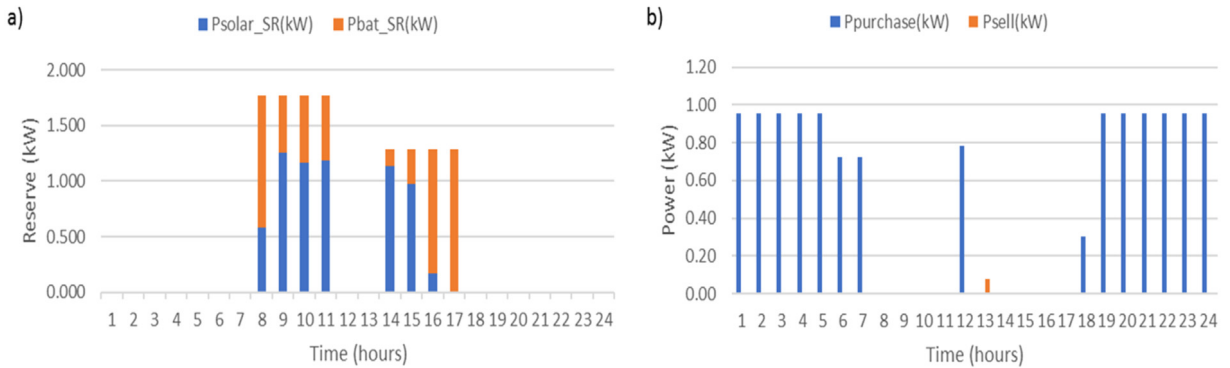 a)
Psolar_SR(kW) Pbat_SR(kW)
2.000
1.500
1.000
0.500
0.000
Reserve (kW)
1 2 3 4 5 6 7 8 9 10 11 12 13 14 15 16 17 18 19 20 21 22 23 24
Time (hours)
b)
Ppurchase(kW) Psell(kW)
1.20
1.00
0.80
0.60
0.40
0.20
0.00
Power (kW)
1 2 3 4 5 6 7 8 9 10 11 12 13 14 15 16 17 18 19 20 21 22 23 24
Time (hours)